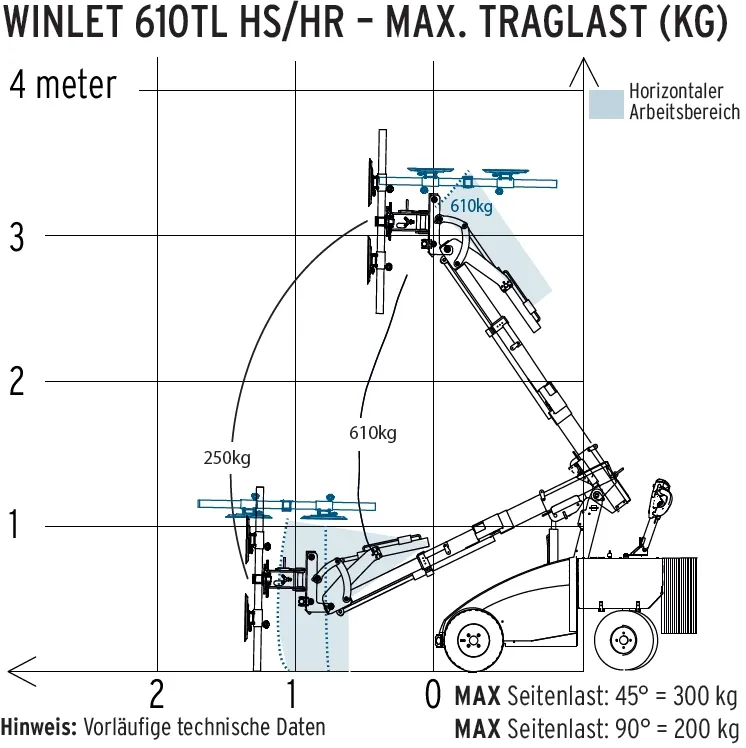 WINLET 610TL HS/HR – MAX. TRAGLAST (KG)
4 meter
Horizontaler
Arbeitsbereich
610kg
3
2
610kg
250kg
1
2 1 0
MAX Seitenlast: 45° = 300 kg
Hinweis: Vorläufige technische Daten
MAX Seitenlast: 90° = 200 kg